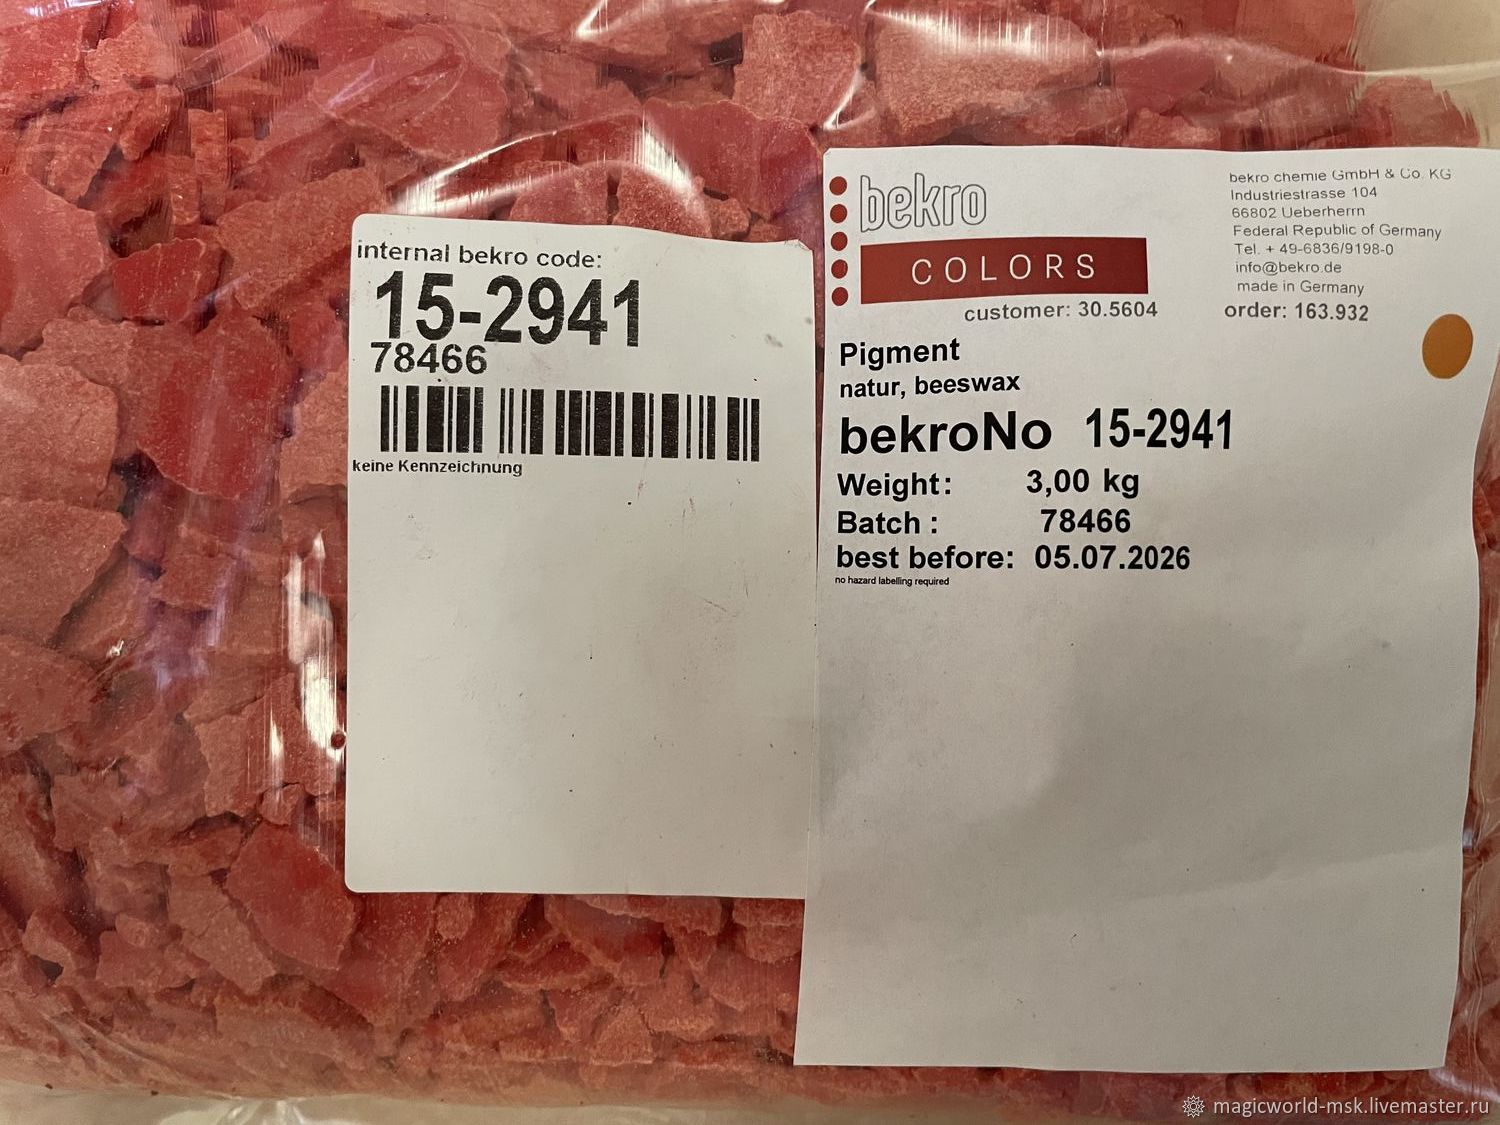 internal bekro code:
15-2941
78466
keine Kennzeichnung
bekro
COLORS
bekro chemie GmbH & Co. KG
Industriestrasse 104
66802 Ueberherrn
Federal Republic of Germany
Tel. + 49-6836/9198-0
info@bekro.de
made in Germany
customer: 30.5604
order: 163.932
Pigment
natur, beeswax
bekroNo 15-2941
Weight: 3,00 kg
Batch : 78466
best before: 05.07.2026
no hazard labelling required
magicworld-msk.livemaster.ru